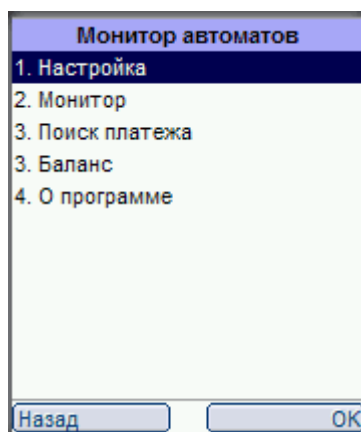 Монитор автоматов
1. Настройка
2. Монитор
3. Поиск платежа
3. Баланс
4. О программе
Назад
OK